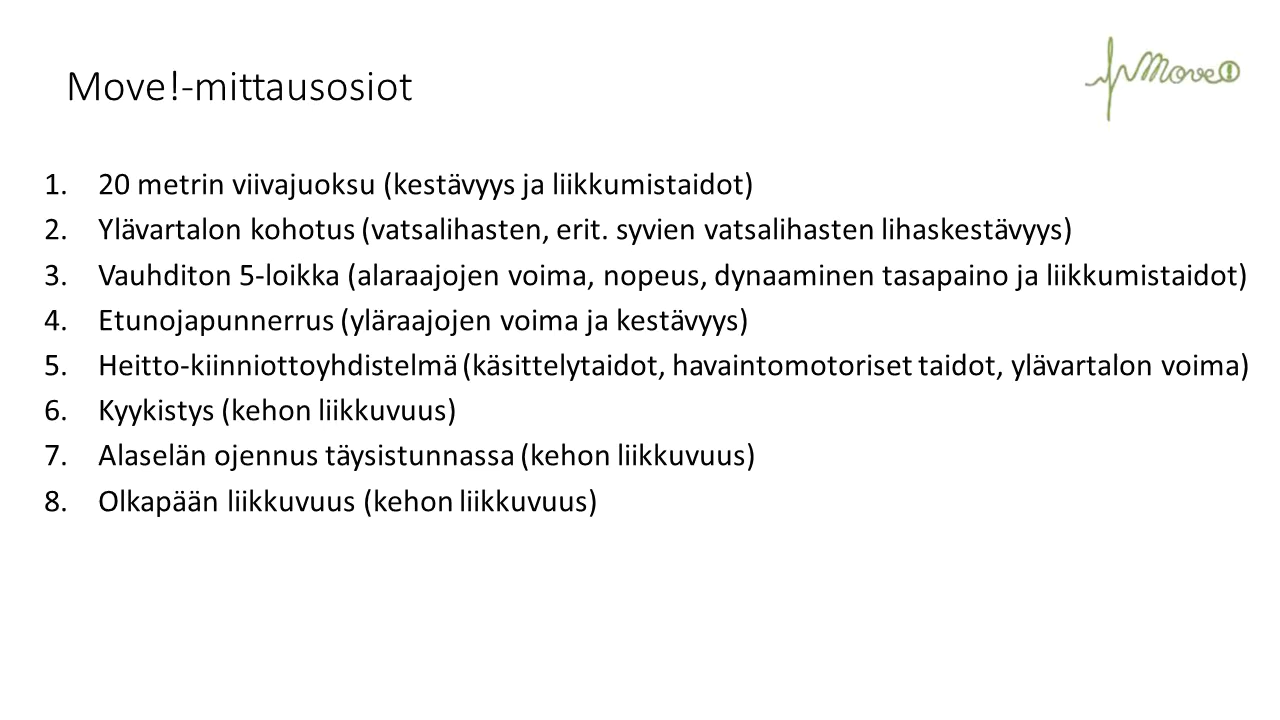 Move!-mittausosiot
Move!
1. 20 metrin viivajuoksu (kestävyys ja liikkumistaidot)
2. Ylävartalon kohotus (vatsalihasten, erit. syvien vatsalihasten lihaskestävyys)
3. Vauhditon 5-loikka (alaraajojen voima, nopeus, dynaaminen tasapaino ja liikkumistaidot)
4. Etunojapunnerrus (yläraajojen voima ja kestävyys)
5. Heitto-kiinniottoyhdistelmä (käsittelytaidot, havaintomotoriset taidot, ylävartalon voima)
6. Kyykistys (kehon liikkuvuus)
7. Alaselän ojennus täysistunnassa (kehon liikkuvuus)
8. Olkapään liikkuvuus (kehon liikkuvuus)